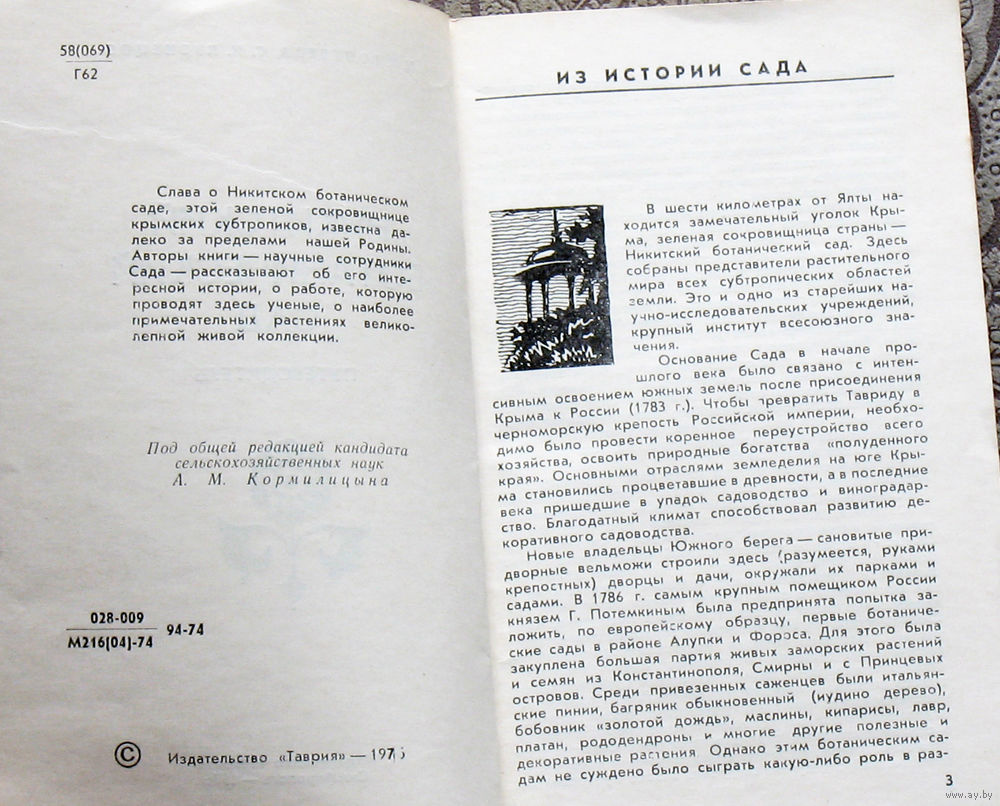 58(069)
Г62
Слава о Никитском ботаническом
саде, этой зеленой сокровищнице
крымских субтропиков, известна да-
леко за пределами нашей Родины.
Авторы книги — научные сотрудники
Сада — рассказывают об его инте-
ресной истории, о работе, которую
проводят здесь ученые, о наиболее
примечательных растениях велико-
лепной живой коллекции.
Под общей редакцией кандидата
сельскохозяйственных наук
А. М. Кормилицына
028-009
М216(04)-74
94-74
© Издательство «Таврия» —
ИЗ ИСТОРИИ САДА
В шести километрах от Ялты на-
ходится замечательный уголок Кры-
ма, зеленая сокровищница страны —
Никитский ботанический сад. Здесь
собраны представители растительного
мира всех субтропических областей
земли. Это и одно из старейших на-
учно-исследовательских учреждений,
крупный институт всесоюзного зна-
чения.
Основание Сада в начале про-
шлого века было связано с интен-
сивным освоением южных земель после присоединения
Крыма к России (1783 г.). Чтобы превратить Тавриду в
черноморскую крепость Российской империи, необхо-
димо было провести коренное переустройство всего
хозяйства, освоить природные богатства «полуденного
края». Основными отраслями земледелия на юге Кры-
ма становились процветавшие в древности, а в последние
века пришедшие в упадок садоводство и виноградар-
ство. Благодатный климат способствовал развитию де-
коративного садоводства.
Новые владельцы Южного берега — сановитые при-
дворные вельможи строили здесь (разумеется, руками
крепостных) дворцы и дачи, окружали их парками и
садами. В 1786 г. самым крупным помещиком России
князем Г. Потемкиным была предпринята попытка за-
ложить, по европейскому образцу, первые ботаниче-
ские сады в районе Алупки и Фороса. Для этого была
закуплена большая партия живых заморских растений
и семян из Константинополя, Смирны и с Принцевых
островов. Среди привезенных саженцев были итальян-
ские пинии, багряник обыкновенный (иудино дерево),
бобовник «золотой дождь», маслины, кипарисы, лавр,
платан, рододендроны и многие другие полезные и
декоративные растения. Однако этим ботаническим са-
дам не суждено было сыграть какую-либо роль в раз-
3
www.ay.by